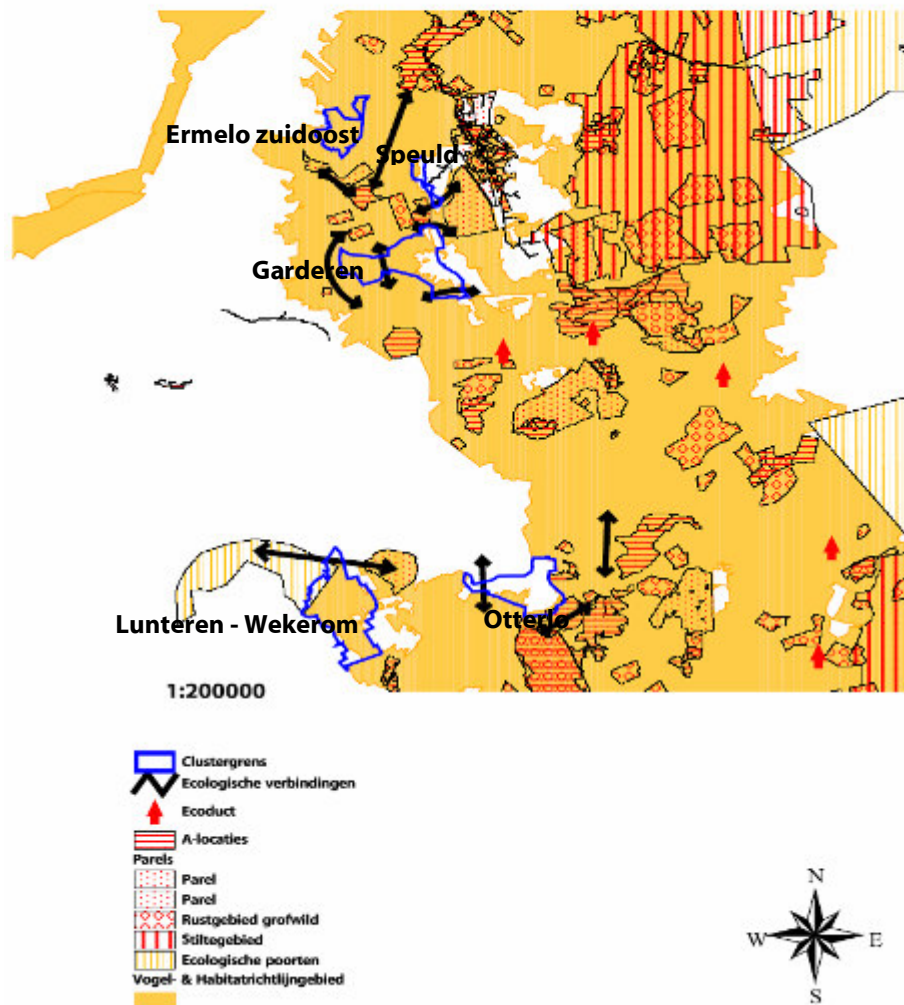 Ermelo zuidoost
Speuld
Garderen
Lunteren - Wekerom
Otterlo
1:200000
Clustergrens
Ecologische verbindingen
Ecoduct
A-locaties
Parels
Parel
Parel
Rustgebied grofwild
Stiltegebied
Ecologische poorten
Vogel- & Habitatrichtlijngebied
N
W E
S